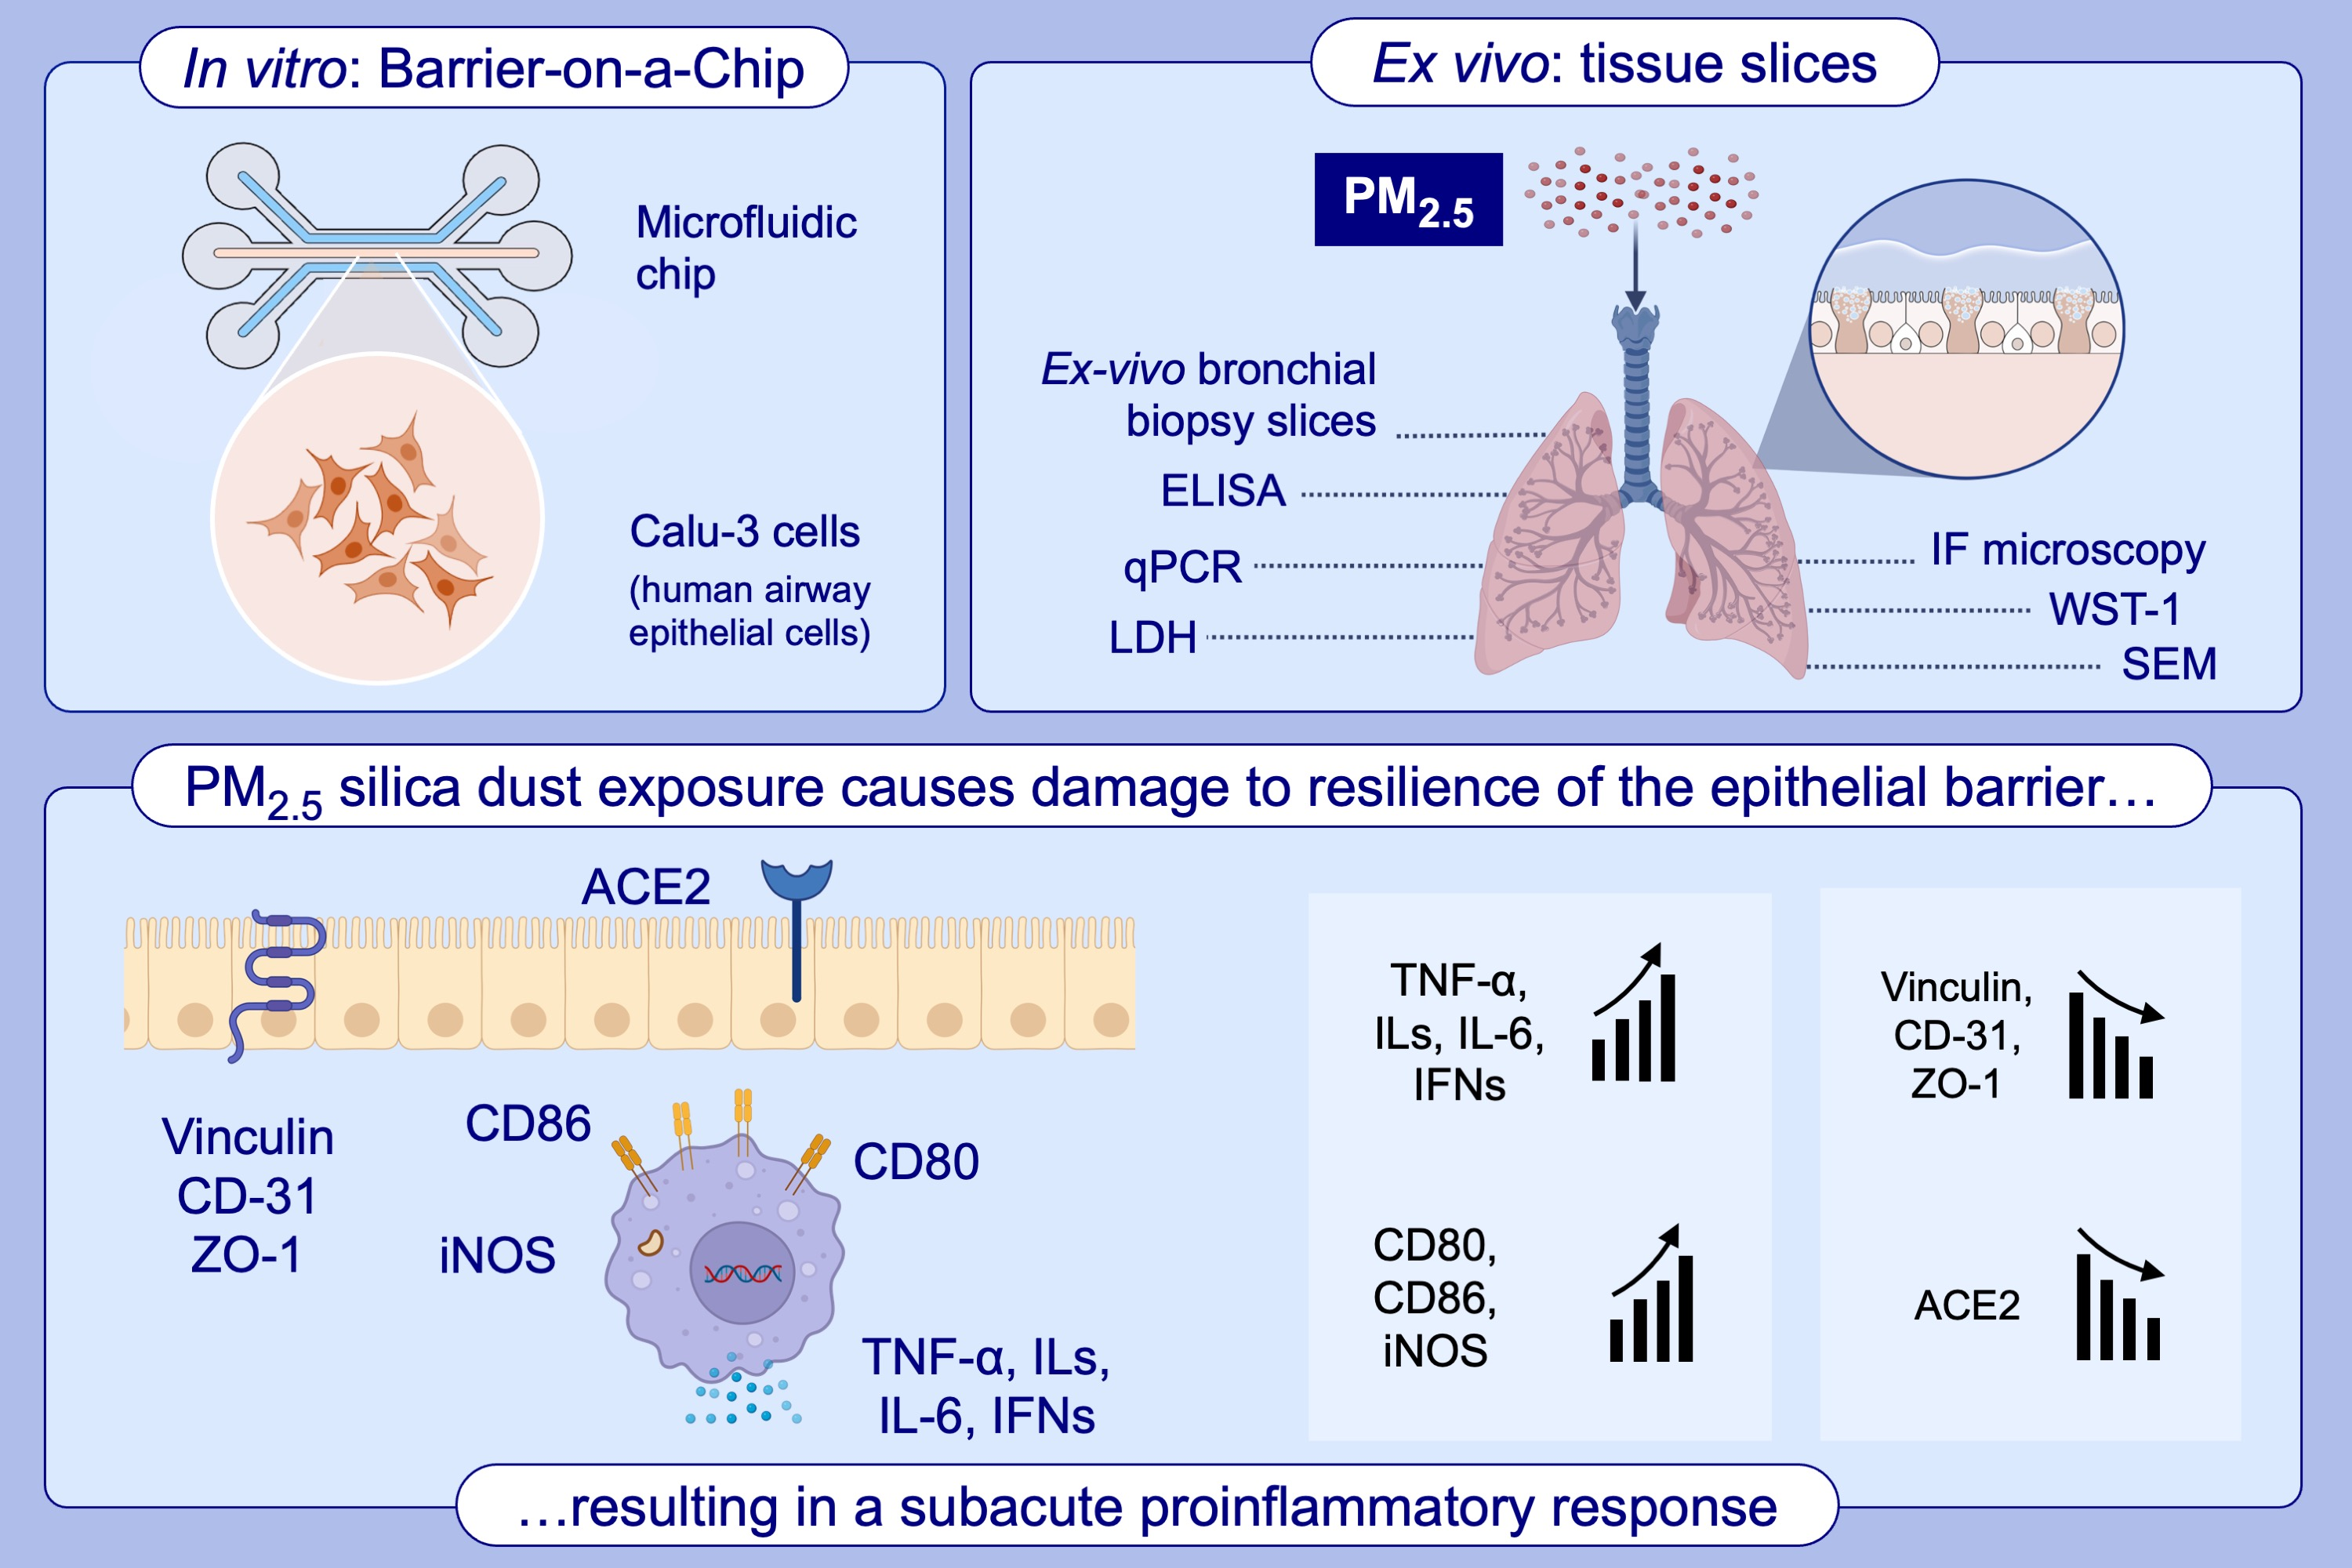 In vitro: Barrier-on-a-Chip
Microfluidic
chip
Calu-3 cells
(human airway
epithelial cells)
Ex vivo: tissue slices
PM2.5
Ex-vivo bronchial
biopsy slices
ELISA
qPCR
LDH
IF microscopy
WST-1
SEM
PM2.5 silica dust exposure causes damage to resilience of the epithelial barrier…
ACE2
Vinculin
CD-31
ZO-1
CD86
CD80
iNOS
TNF-α, ILs,
IL-6, IFNs
TNF-α,
ILs, IL-6,
IFNs
CD80,
CD86,
iNOS
Vinculin,
CD-31,
ZO-1
ACE2
…resulting in a subacute proinflammatory response